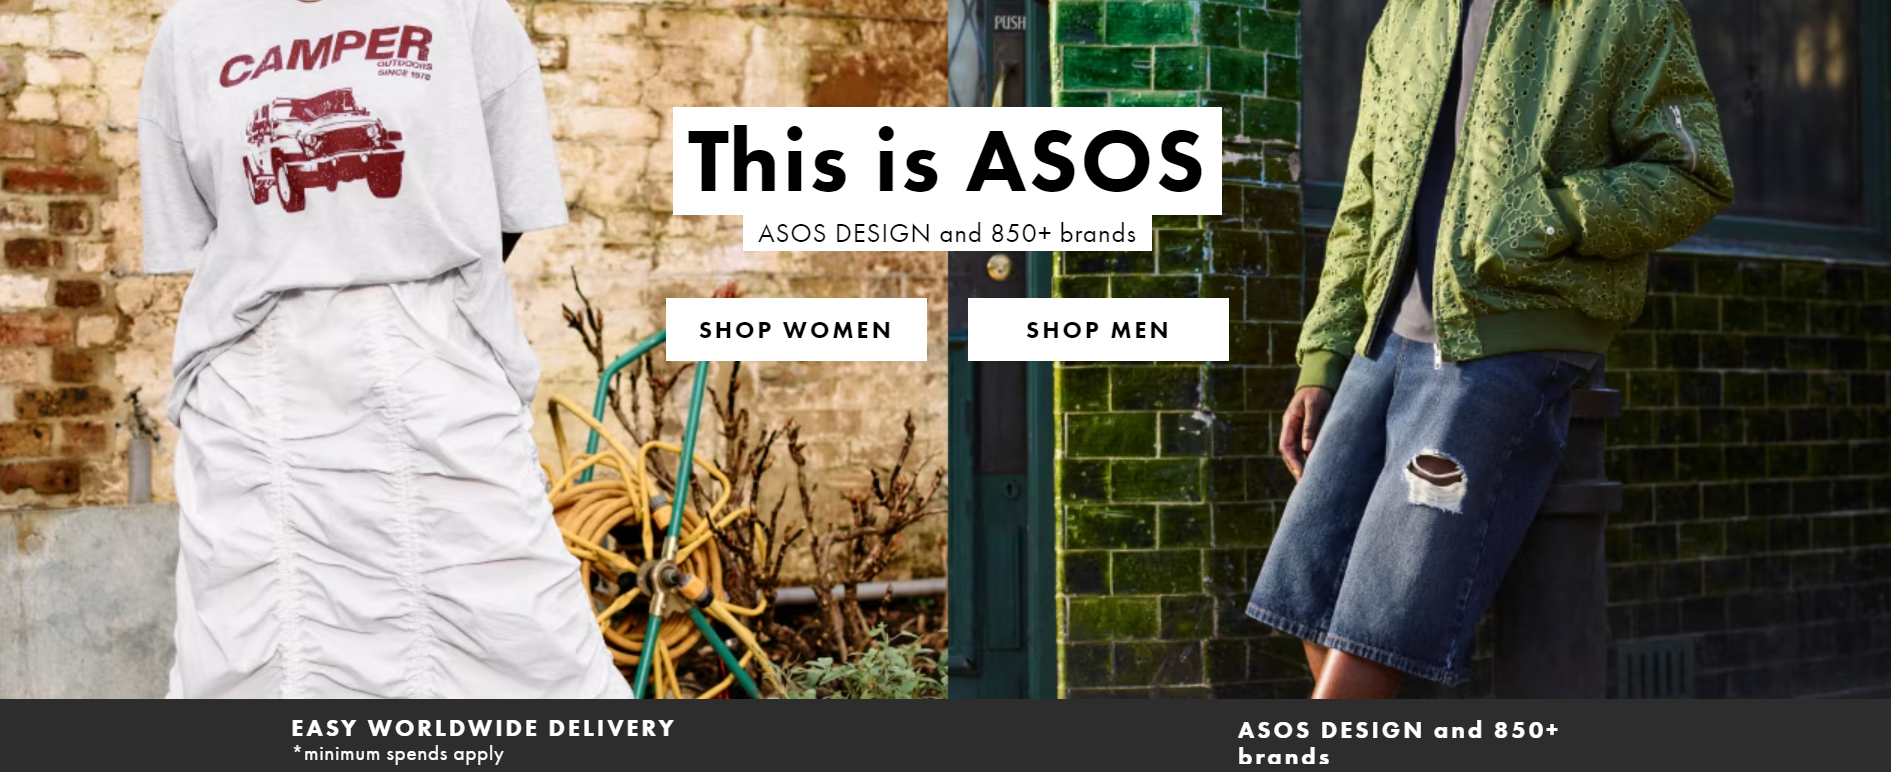 CAMPER
OUTDOORS
SINCE 1978
PUSH
This is ASOS
ASOS DESIGN and 850+ brands
SHOP WOMEN
SHOP MEN
EASY WORLDWIDE DELIVERY
*minimum spends apply
ASOS DESIGN and 850+
brands